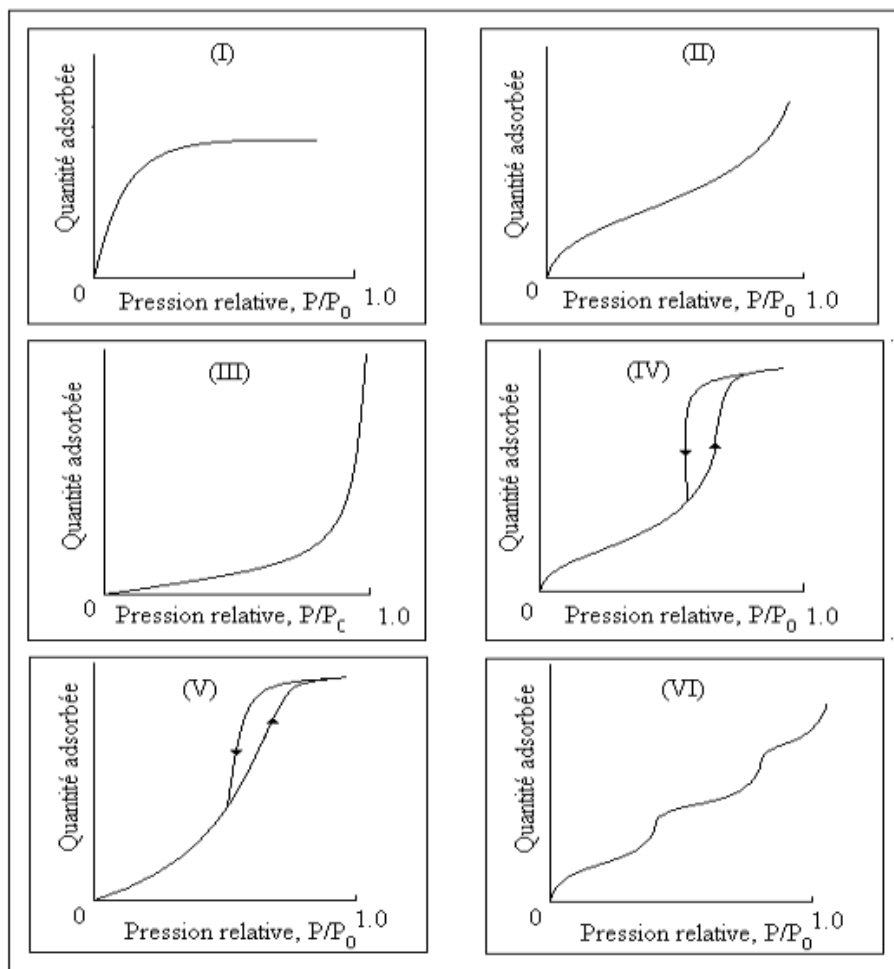 (I)
Quantité adsorbée
0
Pression relative, P/P0
1.0
(II)
Quantité adsorbée
0
Pression relative, P/P0
1.0
(III)
Quantité adsorbée
0
Pression relative, P/P0
1.0
(IV)
Quantité adsorbée
0
Pression relative, P/P0
1.0
(V)
Quantité adsorbée
0
Pression relative, P/P0
1.0
(VI)
Quantité adsorbée
0
Pression relative, P/P0
1.0